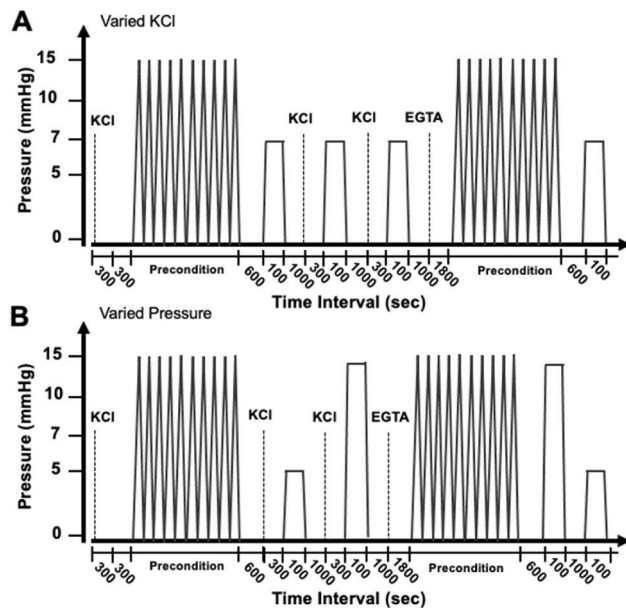 A
Varied KCl
Pressure (mmHg)
15
10
7
5
0
KCl
KCl
KCl
EGTA
Precondition
Precondition
300 300 600 100 1000 300 100 1000 300 100 1000 1800 600 100
Time Interval (sec)
B
Varied Pressure
Pressure (mmHg)
15
10
7
5
0
KCl
KCl
KCl
EGTA
Precondition
Precondition
300 300 600 300 100 1000 300 100 1000 1800 600 100 1000 100
Time Interval (sec)